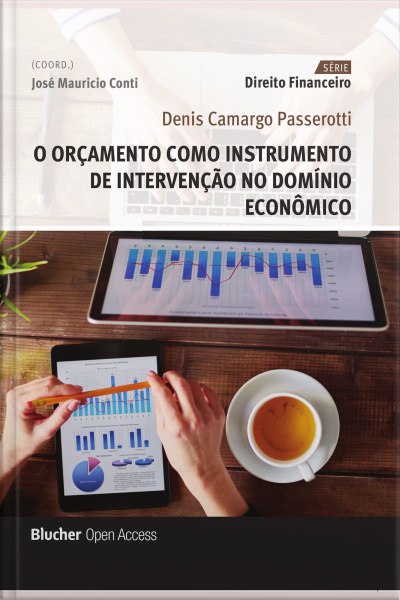 (COORD.)
José Mauricio Conti
SÉRIE
Direito Financeiro
Denis Camargo Passerotti
O ORÇAMENTO COMO INSTRUMENTO
DE INTERVENÇÃO NO DOMÍNIO
ECONÔMICO
Blucher Open Access